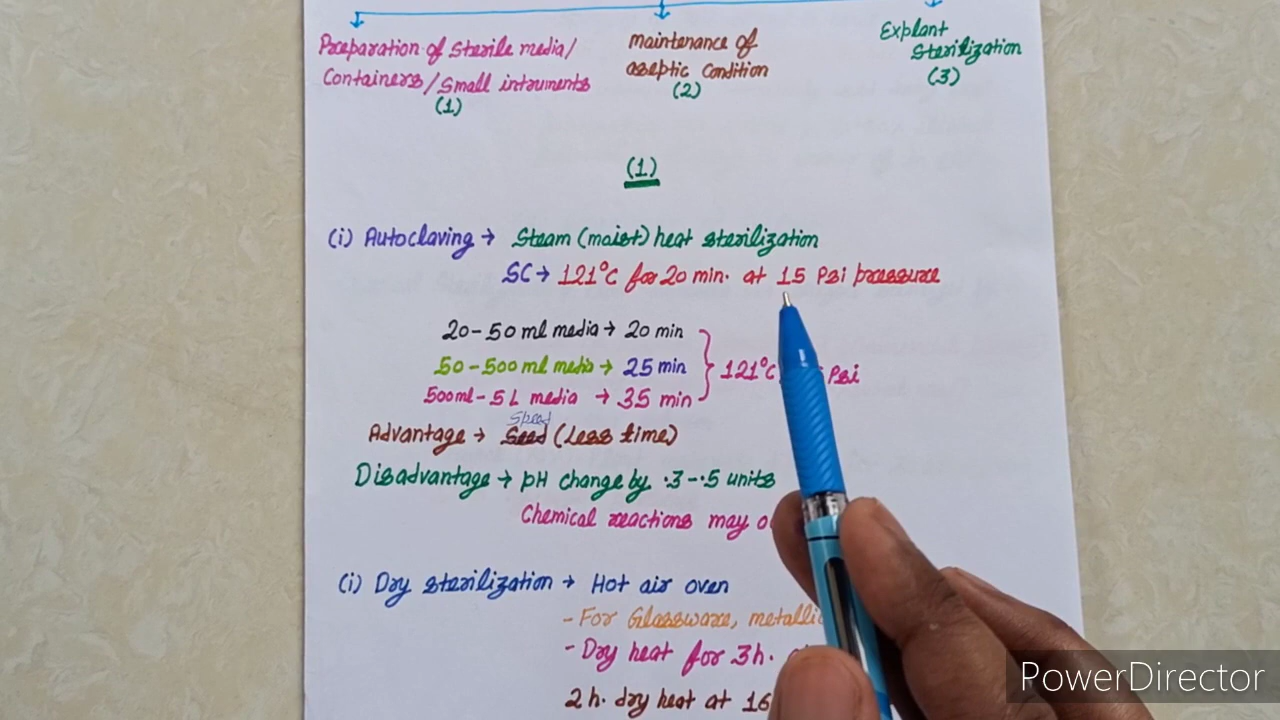 Preparation of Sterile media/
Containers/Small intruments
(1)
Maintenance of
aseptic Condition
(2)
Explant
Sterilization
(3)
(1)
(i) Autoclaving → Steam (moist) heat sterilization
SC → 121°C for 20 min. at 15 Psi pressure
20-50 ml media → 20 min
50-500 ml media → 25 min
500ml-5L media → 35 min
121°C Psi
Speed
Advantage → Seed (Less time)
Disadvantage → pH change by .3-.5 units
Chemical reactions may
(i) Dry sterilization → Hot air oven
- For Glassware, metallic
- Dry heat for 3h.
2 h. dry heat at 16
PowerDirector